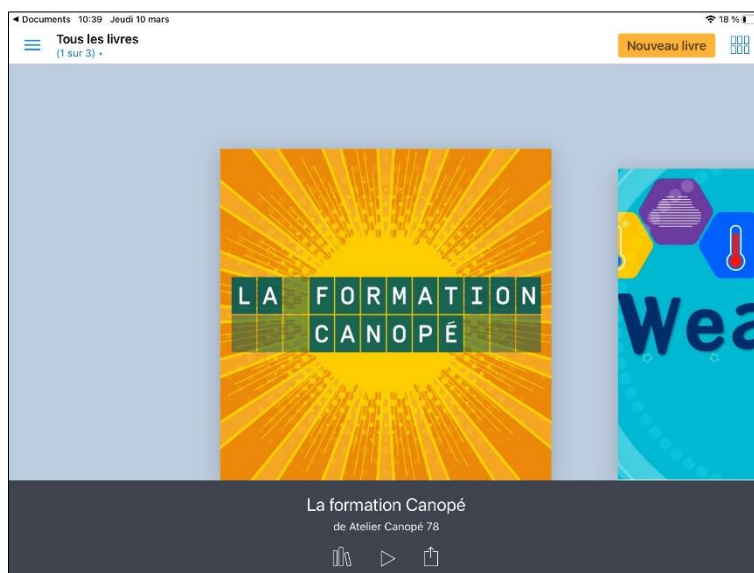 Documents 10:39 Jeudi 10 mars 18 %
Tous les livres
(1 sur 3)
Nouveau livre
LA FORMATION
CANOPÉ
Wea
La formation Canopé
de Atelier Canopé 78